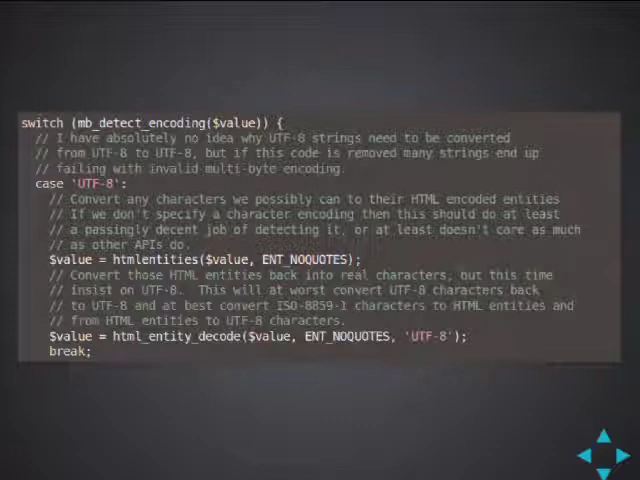 switch (mb_detect_encoding($value)) {
// I have absolutely no idea why UTF-8 strings need to be converted
// from UTF-8 to UTF-8, but if this code is removed many strings end up
// failing with invalid multi-byte encoding.
case 'UTF-8':
// Convert any characters we possibly can to their HTML encoded entities
// If we don't specify a character encoding then this should do at least
// a passingly decent job of detecting it, or at least doesn't care as much
// as other APIs do.
$value = htmlentities($value, ENT_NOQUOTES);
// Convert those HTML entities back into real characters, but this time
// insist on UTF-8. This will at worst convert UTF-8 characters back
// to UTF-8 and at best convert ISO-8859-1 characters to HTML entities and
// from HTML entities to UTF-8 characters.
$value = html_entity_decode($value, ENT_NOQUOTES, 'UTF-8');
break;